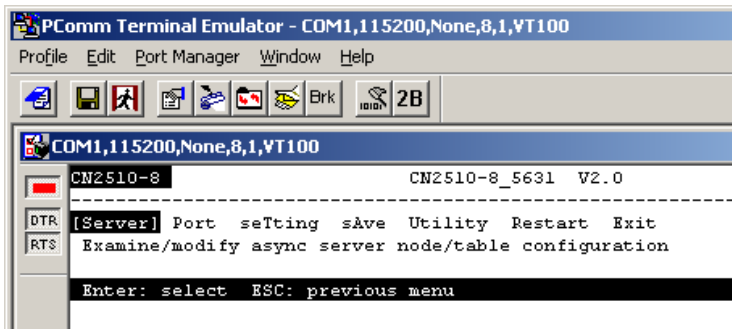 PComm Terminal Emulator - COM1,115200,None,8,1,VT100
Profile Edit Port Manager Window Help
Brk 2B
COM1,115200,None,8,1,VT100
CN2510-8 CN2510-8_5631 V2.0
DTR [Server] Port seTting sAve Utility Restart Exit
RTS Examine/modify async server node/table configuration
Enter: select ESC: previous menu